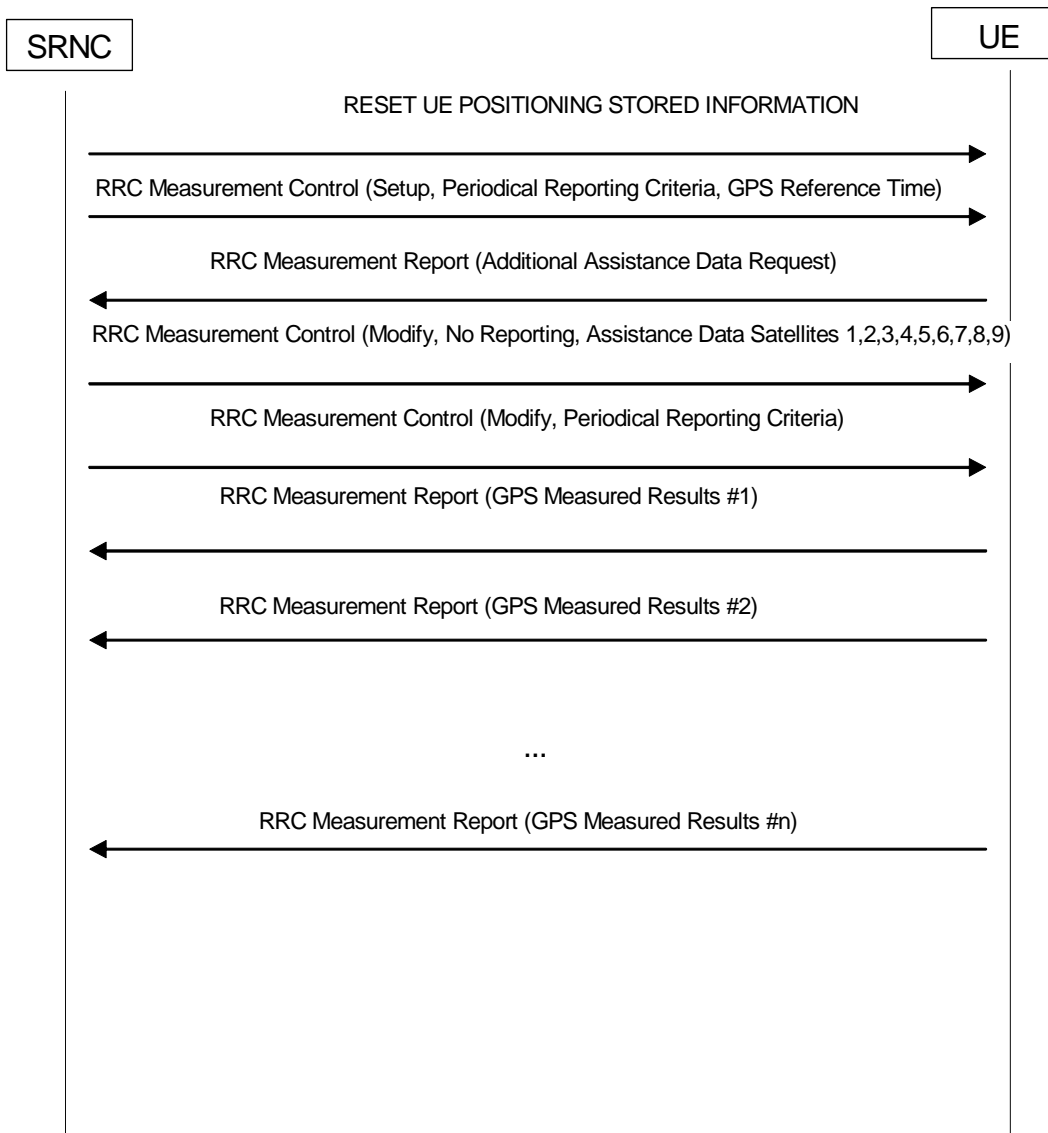 SRNC
UE
RESET UE POSITIONING STORED INFORMATION
RRC Measurement Control (Setup, Periodical Reporting Criteria, GPS Reference Time)
RRC Measurement Report (Additional Assistance Data Request)
RRC Measurement Control (Modify, No Reporting, Assistance Data Satellites 1,2,3,4,5,6,7,8,9)
RRC Measurement Control (Modify, Periodical Reporting Criteria)
RRC Measurement Report (GPS Measured Results #1)
RRC Measurement Report (GPS Measured Results #2)
...
RRC Measurement Report (GPS Measured Results #n)